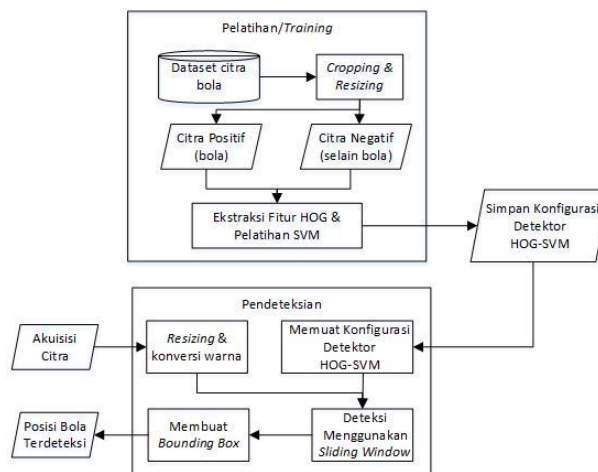 Pelatihan/Training
Dataset citra
bola
Cropping &
Resizing
Citra Positif
(bola)
Citra Negatif
(selain bola)
Ekstraksi Fitur HOG &
Pelatihan SVM
Simpan Konfigurasi
Detektor
HOG-SVM
Pendeteksian
Akuisisi
Citra
Resizing &
konversi warna
Memuat Konfigurasi
Detektor
HOG-SVM
Posisi Bola
Terdeteksi
Membuat
Bounding Box
Deteksi
Menggunakan
Sliding Window